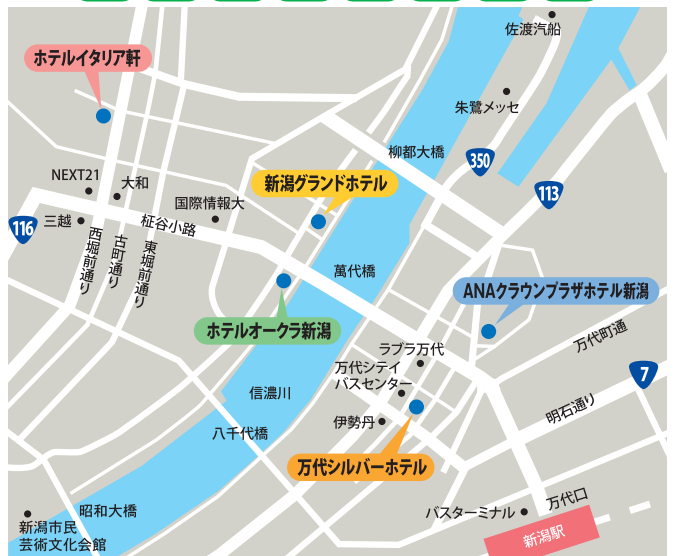 佐渡汽船
ホテルイタリア軒
朱鷺メッセ
柳都大橋
350
NEXT21
大和
新潟グランドホテル
113
国際情報大
116
三越
柾谷小路
西堀前通り
古町通り
東堀前通り
萬代橋
ANAクラウンプラザホテル新潟
ホテルオークラ新潟
ラブラ万代
万代町通
万代シテイ
バスセンター
7
信濃川
明石通り
伊勢丹
八千代橋
万代シルバーホテル
昭和大橋
バスターミナル
万代口
新潟市民
芸術文化会館
新潟駅